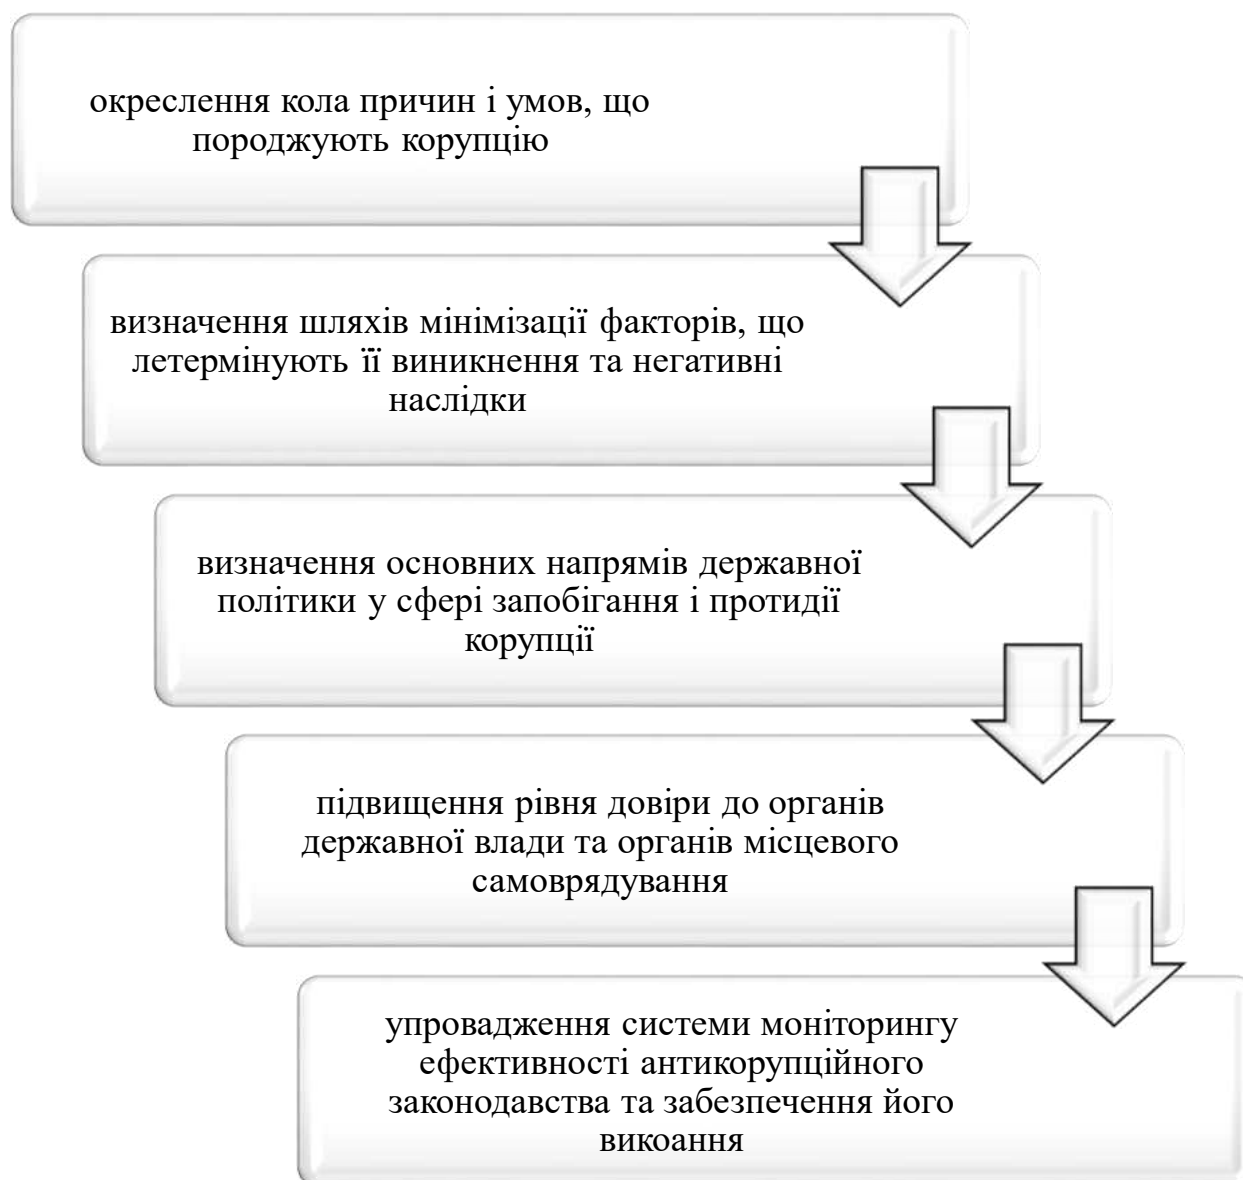 окреслення кола причин і умов, що
породжують корупцію
визначення шляхів мінімізації факторів, що
летермінують її виникнення та негативні
наслідки
визначення основних напрямів державної
політики у сфері запобігання і протидії
корупції
підвищення рівня довіри до органів
державної влади та органів місцевого
самоврядування
упровадження системи моніторингу
ефективності антикорупційного
законодавства та забезпечення його
викоання